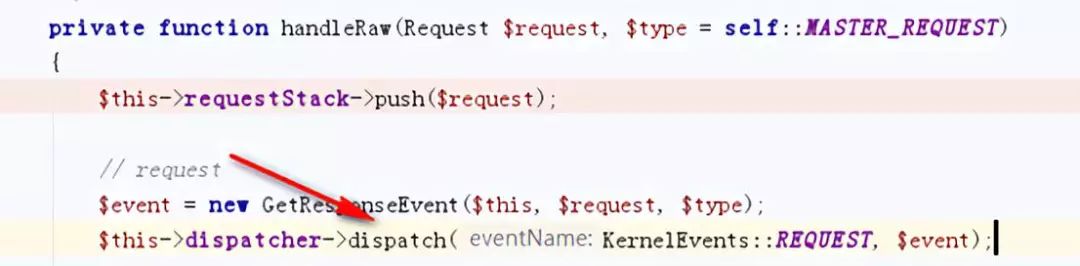 private function handleRaw(Request $request, $type = self::MASTER_REQUEST)
{
$this->requestStack->push($request);
// request
$event = new GetResponseEvent($this, $request, $type);
$this->dispatcher->dispatch( eventName: KernelEvents::REQUEST, $event);